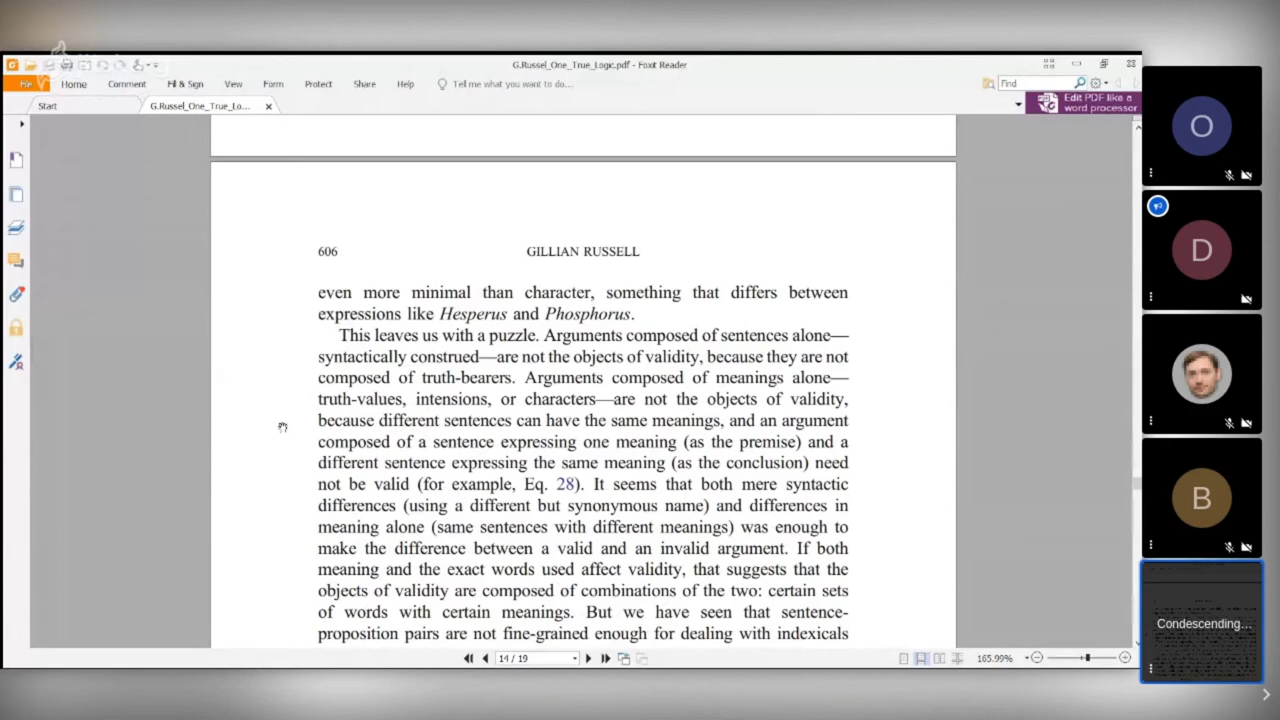 G.Russel_One_True_Logic.pdf - Foxit Reader
File Home Comment Fill & Sign View Form Protect Share Help Tell me what you want to do... Find
Start G.Russel_One_True_Lo... Edit PDF like a
word processor
606 GILLIAN RUSSELL
even more minimal than character, something that differs between
expressions like Hesperus and Phosphorus.
This leaves us with a puzzle. Arguments composed of sentences alone—
syntactically construed—are not the objects of validity, because they are not
composed of truth-bearers. Arguments composed of meanings alone—
truth-values, intensions, or characters—are not the objects of validity,
because different sentences can have the same meanings, and an argument
composed of a sentence expressing one meaning (as the premise) and a
different sentence expressing the same meaning (as the conclusion) need
not be valid (for example, Eq. 28). It seems that both mere syntactic
differences (using a different but synonymous name) and differences in
meaning alone (same sentences with different meanings) was enough to
make the difference between a valid and an invalid argument. If both
meaning and the exact words used affect validity, that suggests that the
objects of validity are composed of combinations of the two: certain sets
of words with certain meanings. But we have seen that sentence-
proposition pairs are not fine-grained enough for dealing with indexicals
14 / 19 165.99%
O
D
B
Condescending...